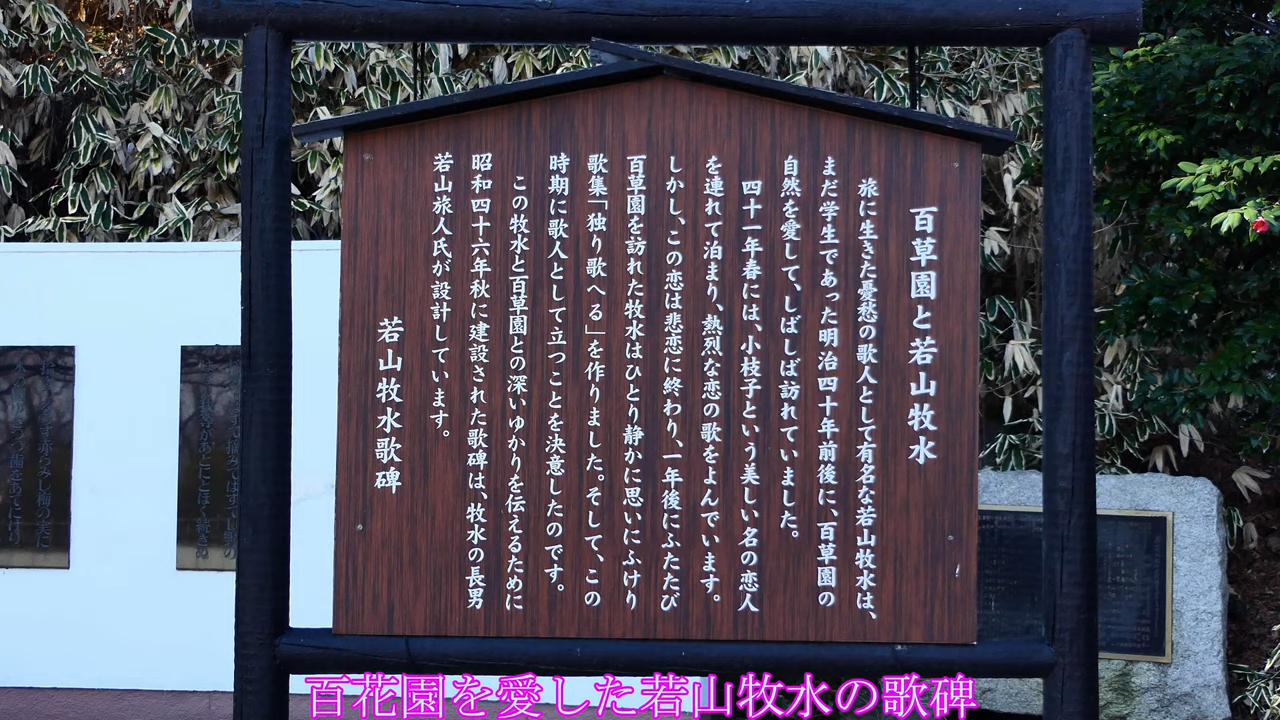 百草園と若山牧水
旅に生きた憂愁の歌人として有名な若山牧水は、
まだ学生であった明治四十年前後に、百草園の
自然を愛して、しばしば訪れていました。
四十一年春には、小枝子という美しい名の恋人
を連れて泊まり、熱烈な恋の歌をよんでいます。
しかし、この恋は悲恋に終わり、一年後にふたたび
百草園を訪れた牧水はひとり静かに思いにふけり
歌集「独り歌へる」を作りました。そして、この
時期に歌人として立つことを決意したのです。
この牧水と百草園との深いゆかりを伝えるために
昭和四十六年秋に建設された歌碑は、牧水の長男
若山旅人氏が設計しています。
若山牧水歌碑
百花園を愛した若山牧水の歌碑